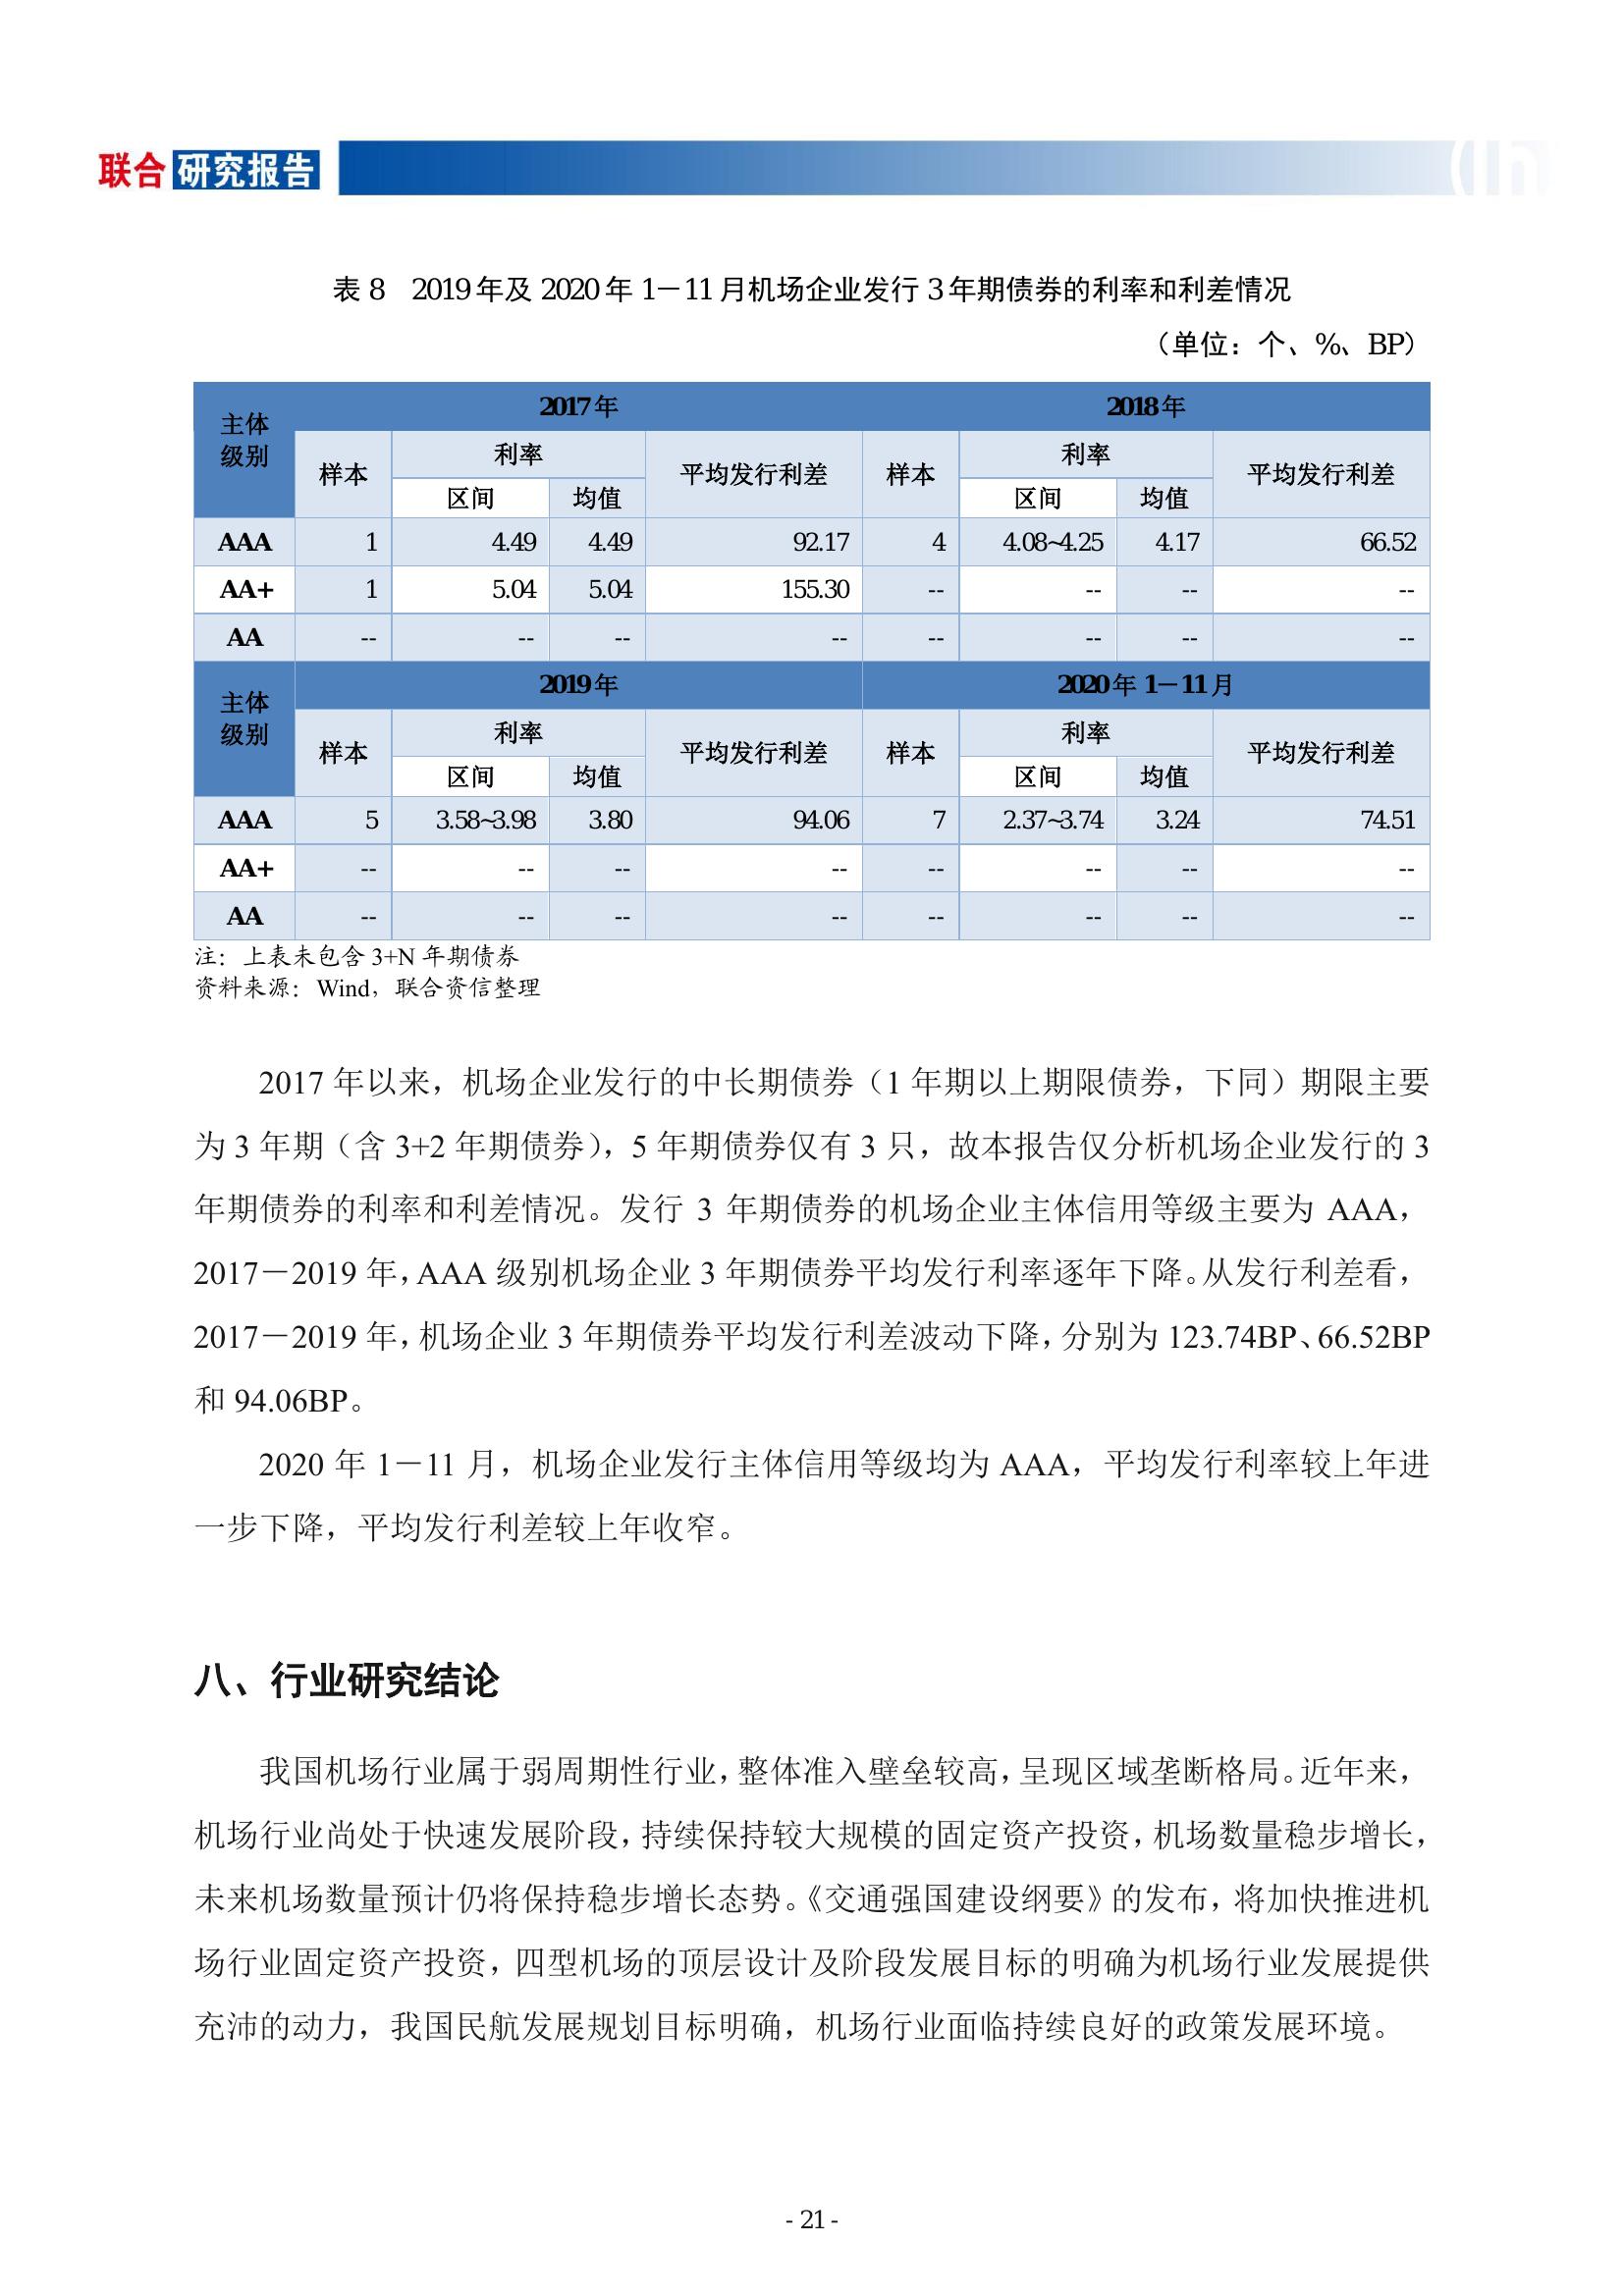 联合 研究报告
表 8 2019 年及 2020 年 1—11 月机场企业发行 3 年期债券的利率和利差情况
（单位：个、%、BP）
主体级别 2017 年 2018 年
样本 利率 平均发行利差 样本 利率 平均发行利差
区间 均值 区间 均值
AAA 1 4.49 4.49 92.17 4 4.08~4.25 4.17 66.52
AA+ 1 5.04 5.04 155.30 -- -- -- --
AA -- -- -- -- -- -- -- --
主体级别 2019 年 2020 年 1—11 月
样本 利率 平均发行利差 样本 利率 平均发行利差
区间 均值 区间 均值
AAA 5 3.58~3.98 3.80 94.06 7 2.37~3.74 3.24 74.51
AA+ -- -- -- -- -- -- -- --
AA -- -- -- -- -- -- -- --
注：上表未包含 3+N 年期债券
资料来源：Wind，联合资信整理
2017 年以来，机场企业发行的中长期债券（1 年期以上期限债券，下同）期限主要
为 3 年期（含 3+2 年期债券），5 年期债券仅有 3 只，故本报告仅分析机场企业发行的 3
年期债券的利率和利差情况。发行 3 年期债券的机场企业主体信用等级主要为 AAA，
2017—2019 年，AAA 级别机场企业 3 年期债券平均发行利率逐年下降。从发行利差看，
2017—2019 年，机场企业 3 年期债券平均发行利差波动下降，分别为 123.74BP、66.52BP
和 94.06BP。
2020 年 1—11 月，机场企业发行主体信用等级均为 AAA，平均发行利率较上年进
一步下降，平均发行利差较上年收窄。
八、行业研究结论
我国机场行业属于弱周期性行业，整体准入壁垒较高，呈现区域垄断格局。近年来，
机场行业尚处于快速发展阶段，持续保持较大规模的固定资产投资，机场数量稳步增长，
未来机场数量预计仍将保持稳步增长态势。《交通强国建设纲要》的发布，将加快推进机
场行业固定资产投资，四型机场的顶层设计及阶段发展目标的明确为机场行业发展提供
充沛的动力，我国民航发展规划目标明确，机场行业面临持续良好的政策发展环境。
- 21 -